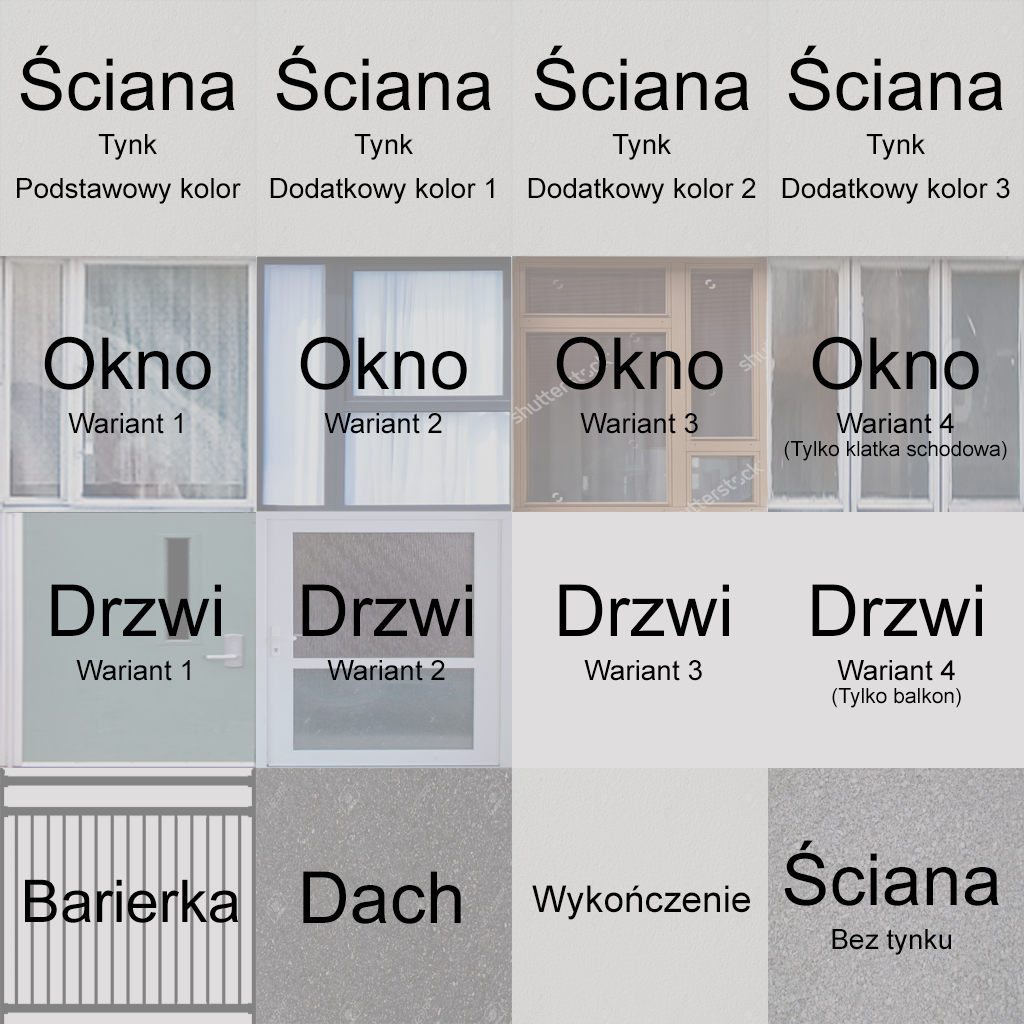 Ściana
Tynk
Podstawowy kolor
Ściana
Tynk
Dodatkowy kolor 1
Ściana
Tynk
Dodatkowy kolor 2
Ściana
Tynk
Dodatkowy kolor 3
Okno
Wariant 1
Okno
Wariant 2
Okno
Wariant 3
shutterstock
Okno
Wariant 4
(Tylko klatka schodowa)
Drzwi
Wariant 1
Drzwi
Wariant 2
Drzwi
Wariant 3
Drzwi
Wariant 4
(Tylko balkon)
Barierka
Dach
Wykończenie
Ściana
Bez tynku